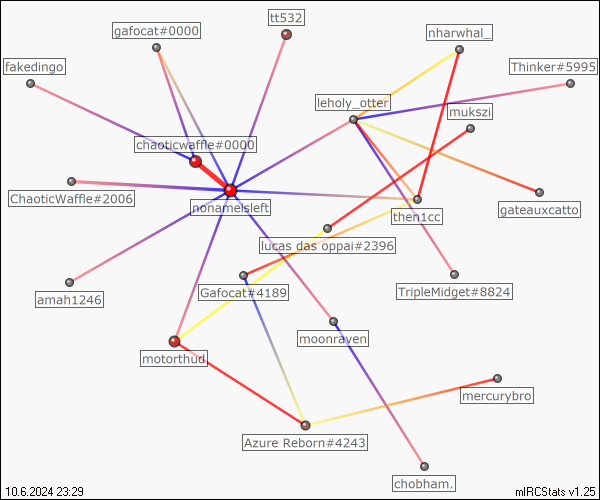 tt532
gafocat#0000
nharwhal_
fakedingo
Thinker#5995
leholy_otter
mukszi
chaoticwaffle#0000
ChaoticWaffle#2006
nonameisleft
gateauxcatto
then1cc
lucas das oppai#2396
Gafocat#4189
TripleMidget#8824
amah1246
moonraven
motorthud
mercurybro
Azure Reborn#4243
chobham.
10.6.2024 23:29
mIRCStats v1.25